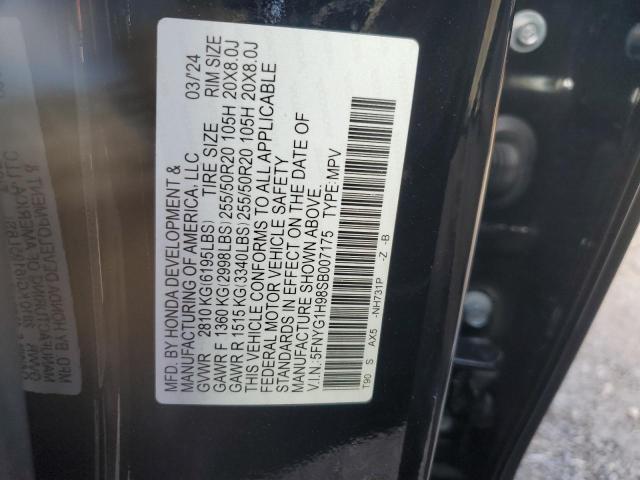 MFD. BY HONDA DEVELOPMENT & 03/'24
MANUFACTURING OF AMERICA, LLC
GVWR 2810 KG(6195LBS) TIRE SIZE RIM SIZE
GAWR F 1360 KG(2998LBS) 255/50R20 105H 20X8.0J
GAWR R 1515 KG(3340LBS) 255/50R20 105H 20X8.0J
THIS VEHICLE CONFORMS TO ALL APPLICABLE
FEDERAL MOTOR VEHICLE SAFETY
STANDARDS IN EFFECT ON THE DATE OF
MANUFACTURE SHOWN ABOVE.
V.I.N.:5FNYG1H98SB007175 TYPE:MPV
T90 S AX5 -NH731P -Z -B